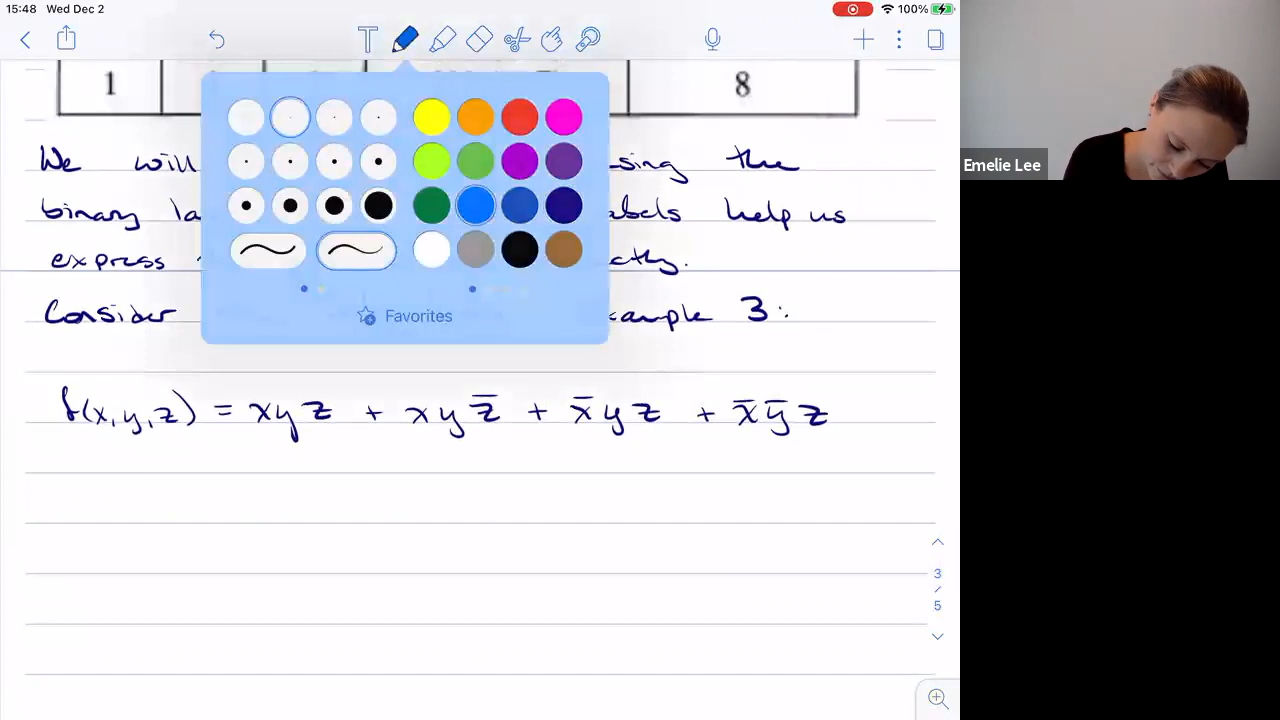 15:48 Wed Dec 2
100%
T
1
8
We will sing the
binary la abels help us
express ctly.
Consider ample 3:
Favorites
f(x,y,z) = xyz + xyz̅ + x̅yz + x̅y̅z
3
/
5
Emelie Lee